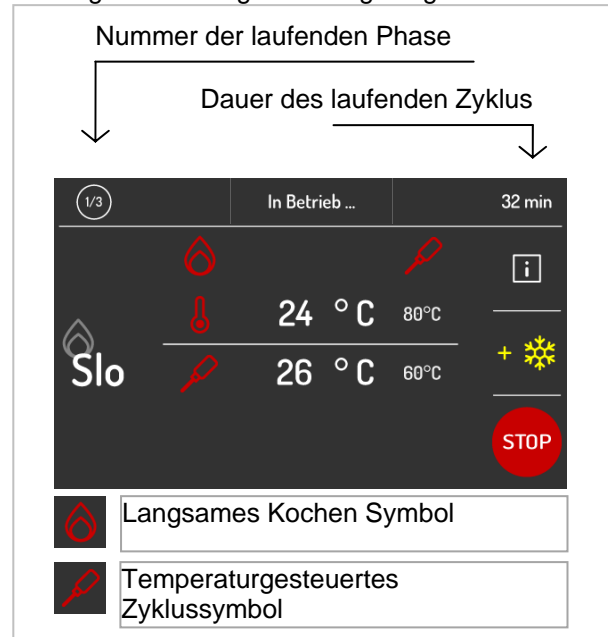 Nummer der laufenden Phase
Dauer des laufenden Zyklus
1/3 In Betrieb ... 32 min
i
24 °C 80°C
Slo
26 °C 60°C
+
STOP
Langsames Kochen Symbol
Temperaturgesteuertes
Zyklussymbol